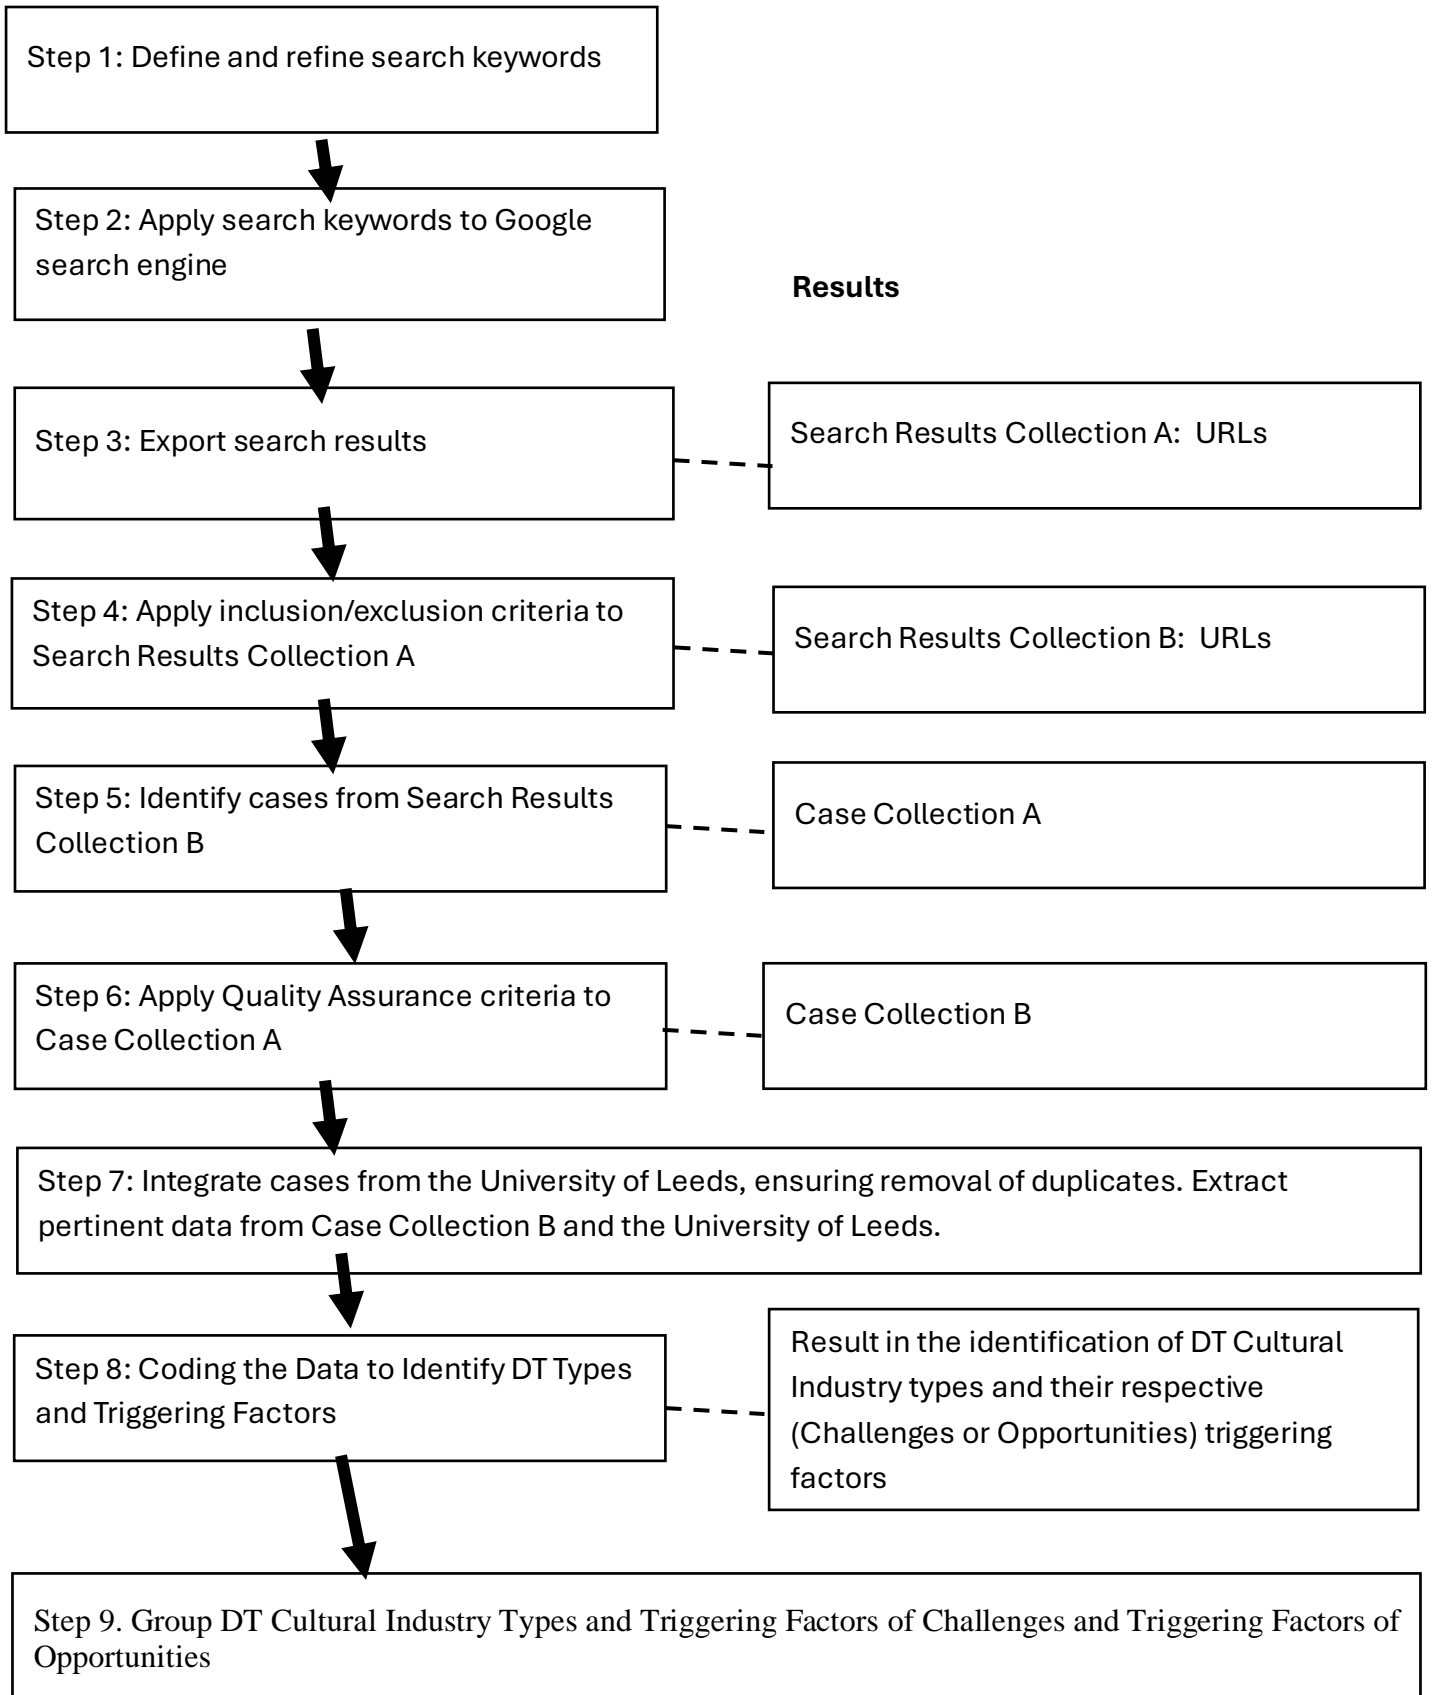 Step 1: Define and refine search keywords
Step 2: Apply search keywords to Google
search engine
Results
Step 3: Export search results
Search Results Collection A:  URLs
Step 4: Apply inclusion/exclusion criteria to
Search Results Collection A
Search Results Collection B:  URLs
Step 5: Identify cases from Search Results
Collection B
Case Collection A
Step 6: Apply Quality Assurance criteria to
Case Collection A
Case Collection B
Step 7: Integrate cases from the University of Leeds, ensuring removal of duplicates. Extract
pertinent data from Case Collection B and the University of Leeds.
Step 8: Coding the Data to Identify DT Types
and Triggering Factors
Result in the identification of DT Cultural
Industry types and their respective
(Challenges or Opportunities) triggering
factors
Step 9. Group DT Cultural Industry Types and Triggering Factors of Challenges and Triggering Factors of
Opportunities